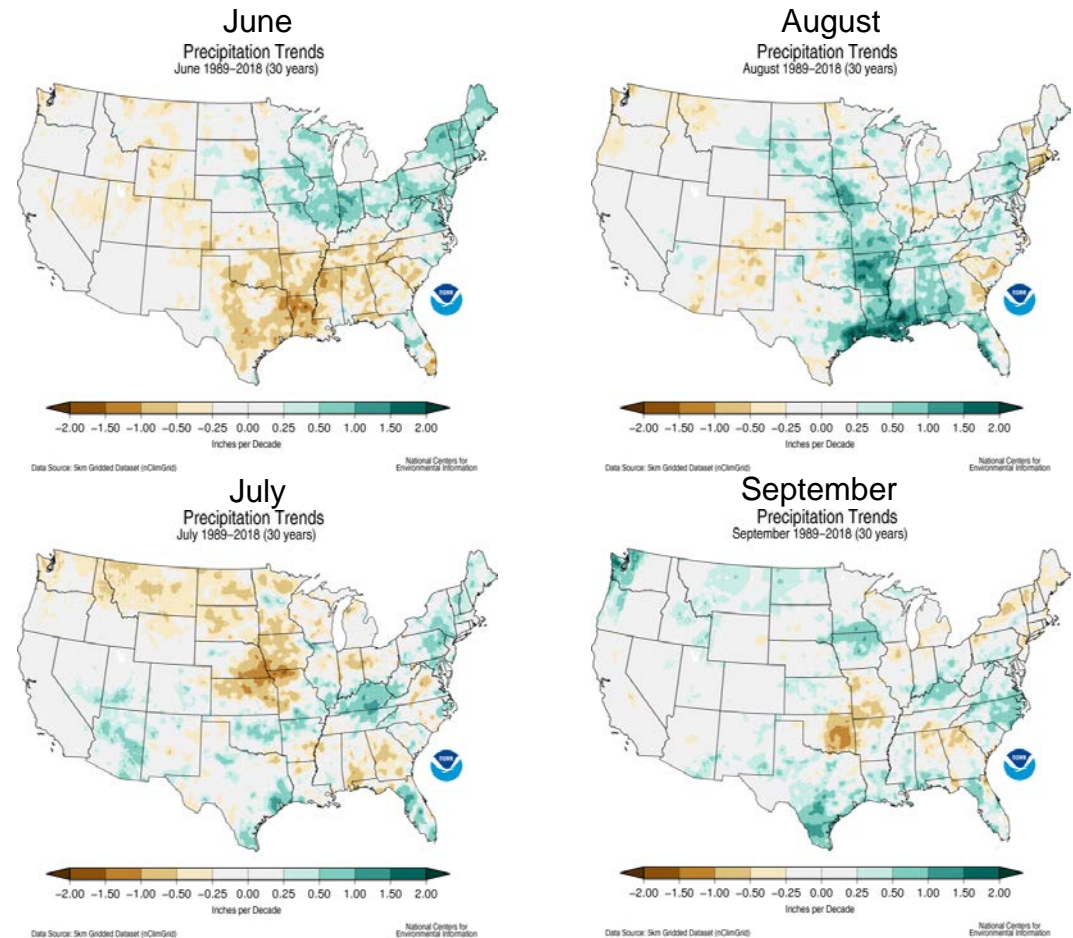 June
Precipitation Trends
June 1989–2018 (30 years)
−2.00 −1.50 −1.00 −0.50 −0.25 0.00 0.25 0.50 1.00 1.50 2.00
Inches per Decade
Data Source: 5km Gridded Dataset (nClimGrid)
National Centers for
Environmental Information
August
Precipitation Trends
August 1989–2018 (30 years)
−2.00 −1.50 −1.00 −0.50 −0.25 0.00 0.25 0.50 1.00 1.50 2.00
Inches per Decade
Data Source: 5km Gridded Dataset (nClimGrid)
National Centers for
Environmental Information
July
Precipitation Trends
July 1989–2018 (30 years)
−2.00 −1.50 −1.00 −0.50 −0.25 0.00 0.25 0.50 1.00 1.50 2.00
Inches per Decade
Data Source: 5km Gridded Dataset (nClimGrid)
National Centers for
Environmental Information
September
Precipitation Trends
September 1989–2018 (30 years)
−2.00 −1.50 −1.00 −0.50 −0.25 0.00 0.25 0.50 1.00 1.50 2.00
Inches per Decade
Data Source: 5km Gridded Dataset (nClimGrid)
National Centers for
Environmental Information